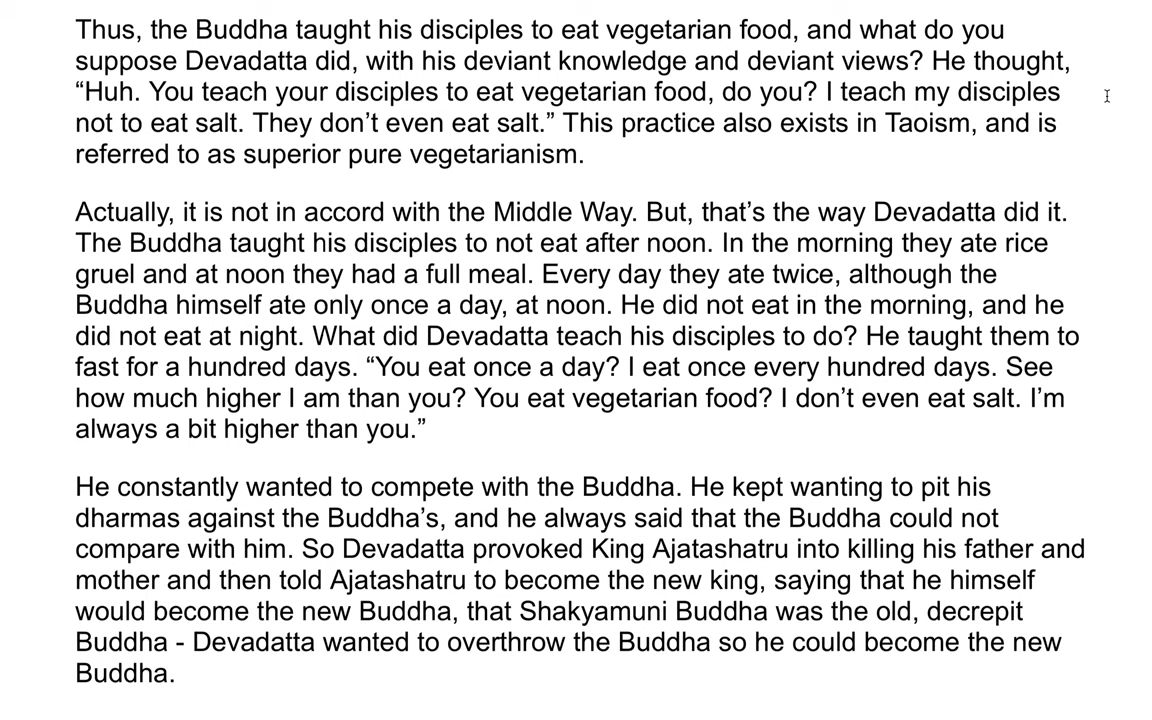 Thus, the Buddha taught his disciples to eat vegetarian food, and what do you
suppose Devadatta did, with his deviant knowledge and deviant views? He thought,
“Huh. You teach your disciples to eat vegetarian food, do you? I teach my disciples
not to eat salt. They don’t even eat salt.” This practice also exists in Taoism, and is
referred to as superior pure vegetarianism.
Actually, it is not in accord with the Middle Way. But, that’s the way Devadatta did it.
The Buddha taught his disciples to not eat after noon. In the morning they ate rice
gruel and at noon they had a full meal. Every day they ate twice, although the
Buddha himself ate only once a day, at noon. He did not eat in the morning, and he
did not eat at night. What did Devadatta teach his disciples to do? He taught them to
fast for a hundred days. “You eat once a day? I eat once every hundred days. See
how much higher I am than you? You eat vegetarian food? I don’t even eat salt. I’m
always a bit higher than you.”
He constantly wanted to compete with the Buddha. He kept wanting to pit his
dharmas against the Buddha’s, and he always said that the Buddha could not
compare with him. So Devadatta provoked King Ajatashatru into killing his father and
mother and then told Ajatashatru to become the new king, saying that he himself
would become the new Buddha, that Shakyamuni Buddha was the old, decrepit
Buddha - Devadatta wanted to overthrow the Buddha so he could become the new
Buddha.